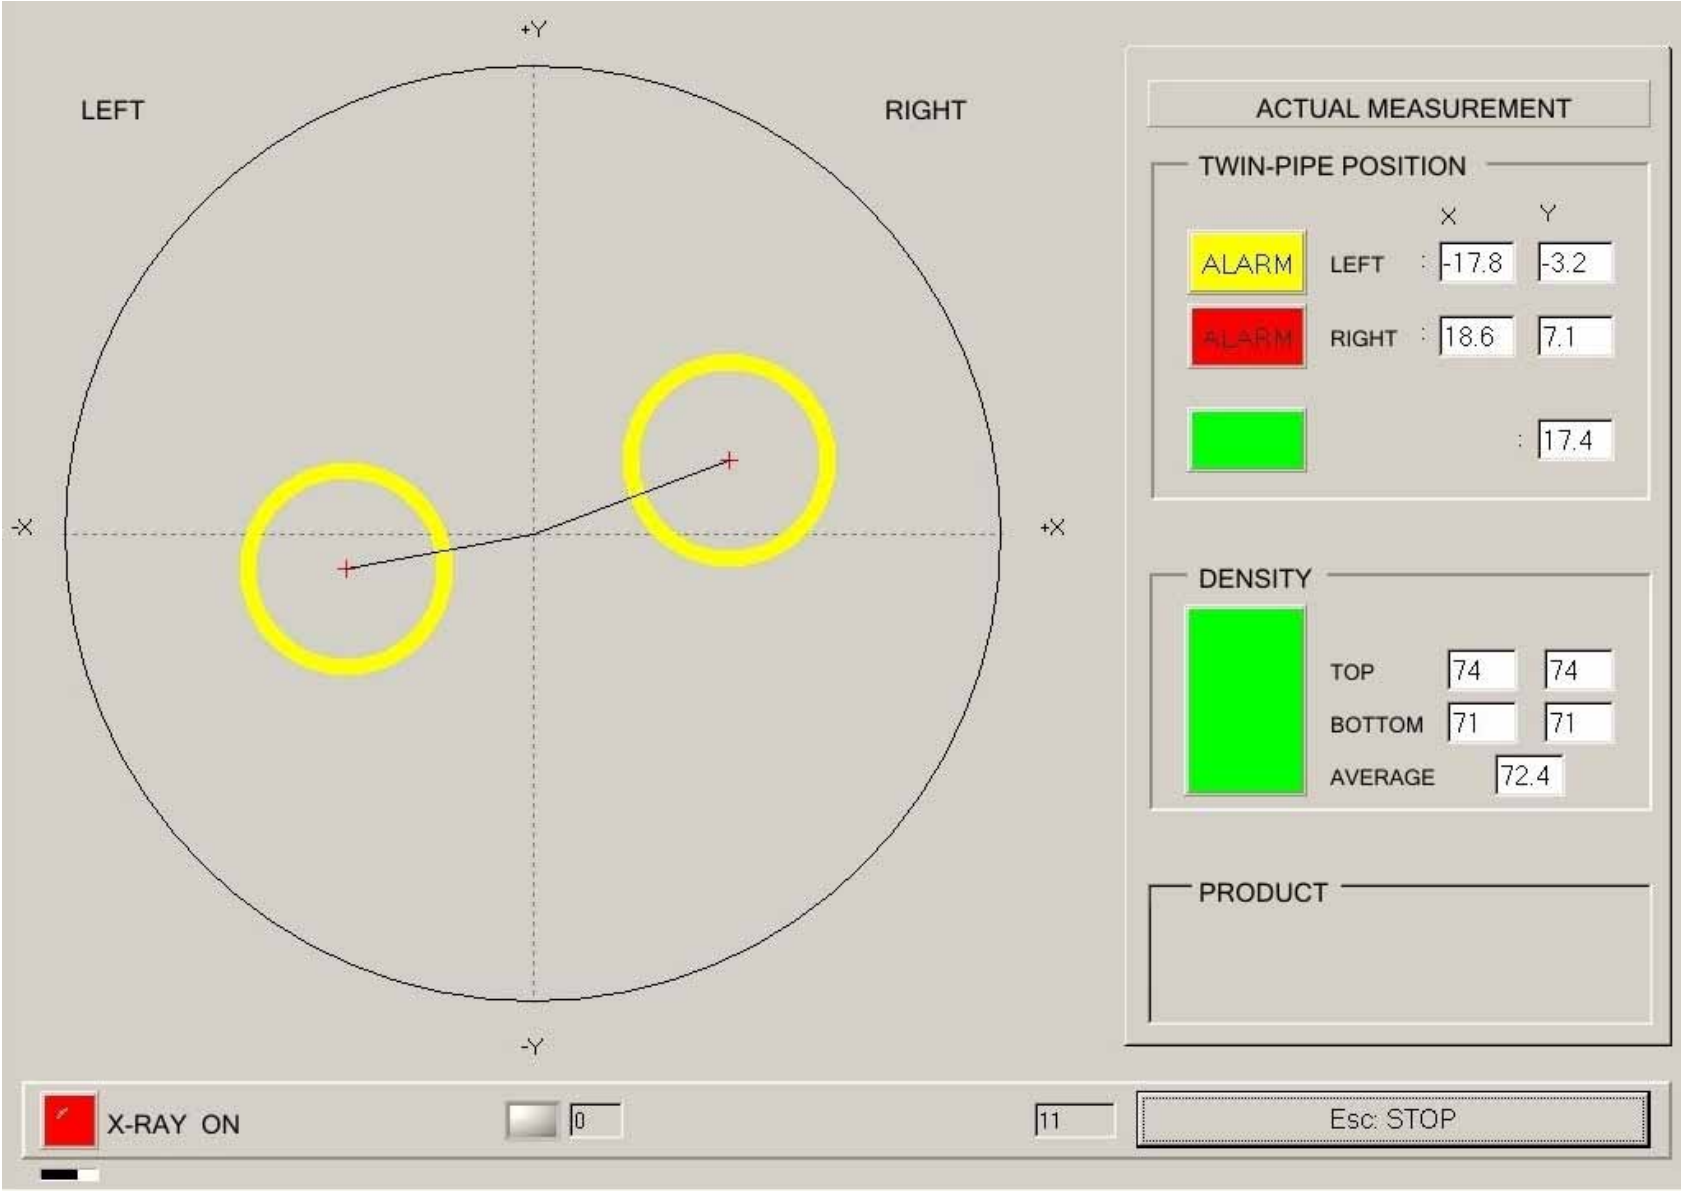 +Y
LEFT
RIGHT
-X
+X
-Y
ACTUAL MEASUREMENT
TWIN-PIPE POSITION
X Y
ALARM LEFT : -17.8 -3.2
ALARM RIGHT : 18.6 7.1
: 17.4
DENSITY
TOP 74 74
BOTTOM 71 71
AVERAGE 72.4
PRODUCT
X-RAY ON 0 11 Esc: STOP